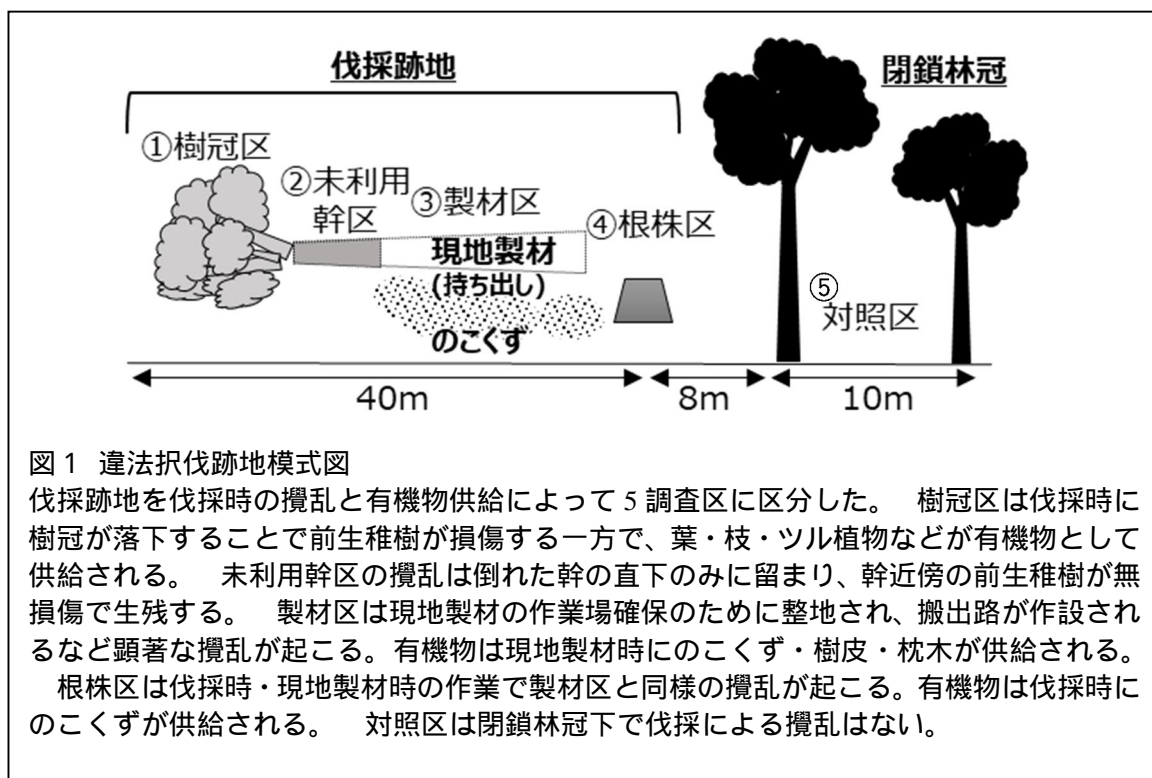 伐採跡地
閉鎖林冠
①樹冠区
②未利用
幹区
③製材区
④根株区
現地製材
(持ち出し)
のこくず
⑤
対照区
40m
8m
10m
図 1 違法択伐跡地模式図
伐採跡地を伐採時の攪乱と有機物供給によって 5 調査区に区分した。 樹冠区は伐採時に
樹冠が落下することで前生稚樹が損傷する一方で、葉・枝・ツル植物などが有機物として
供給される。 未利用幹区の攪乱は倒れた幹の直下のみに留まり、幹近傍の前生稚樹が無
損傷で生残する。 製材区は現地製材の作業場確保のために整地され、搬出路が作設され
るなど顕著な攪乱が起こる。有機物は現地製材時にのこくず・樹皮・枕木が供給される。
根株区は伐採時・現地製材時の作業で製材区と同様の攪乱が起こる。有機物は伐採時に
のこくずが供給される。 対照区は閉鎖林冠下で伐採による攪乱はない。